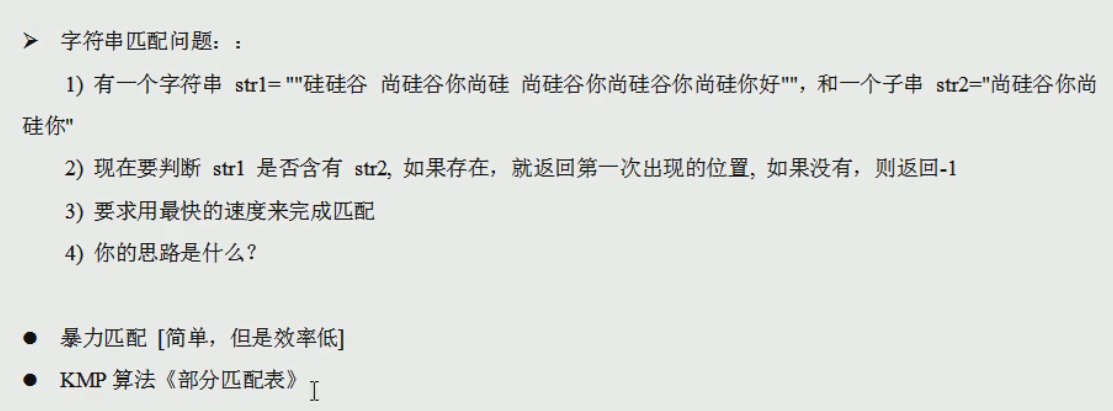 ➤ 字符串匹配问题：:
1) 有一个字符串 str1= ""硅硅谷 尚硅谷你尚硅 尚硅谷你尚硅谷你尚硅你好""，和一个子串 str2="尚硅谷你尚
硅你"
2) 现在要判断 str1 是否含有 str2, 如果存在，就返回第一次出现的位置, 如果没有，则返回-1
3) 要求用最快的速度来完成匹配
4) 你的思路是什么？
● 暴力匹配 [简单，但是效率低]
● KMP 算法《部分匹配表》